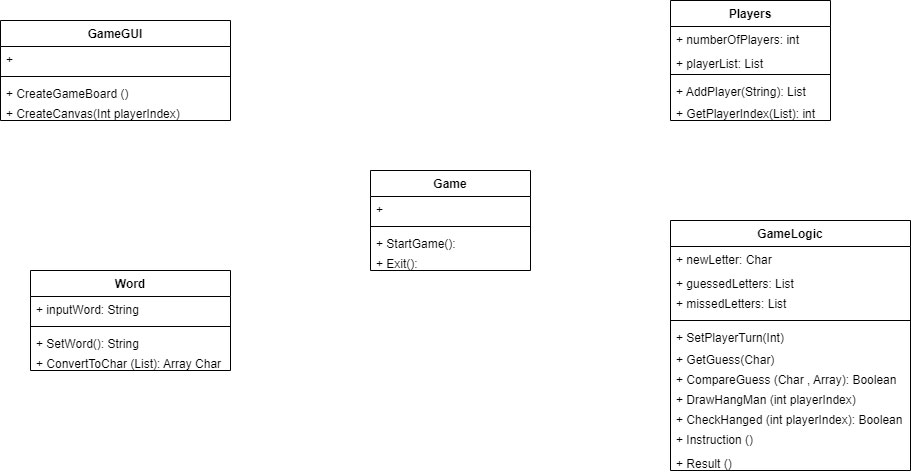 GameGUI
+
+ CreateGameBoard ()
+ CreateCanvas(Int playerIndex)
Players
+ numberOfPlayers: int
+ playerList: List
+ AddPlayer(String): List
+ GetPlayerIndex(List): int
Game
+
+ StartGame():
+ Exit():
Word
+ inputWord: String
+ SetWord(): String
+ ConvertToChar (List): Array Char
GameLogic
+ newLetter: Char
+ guessedLetters: List
+ missedLetters: List
+ SetPlayerTurn(Int)
+ GetGuess(Char)
+ CompareGuess (Char , Array): Boolean
+ DrawHangMan (int playerIndex)
+ CheckHanged (int playerIndex): Boolean
+ Instruction ()
+ Result ()